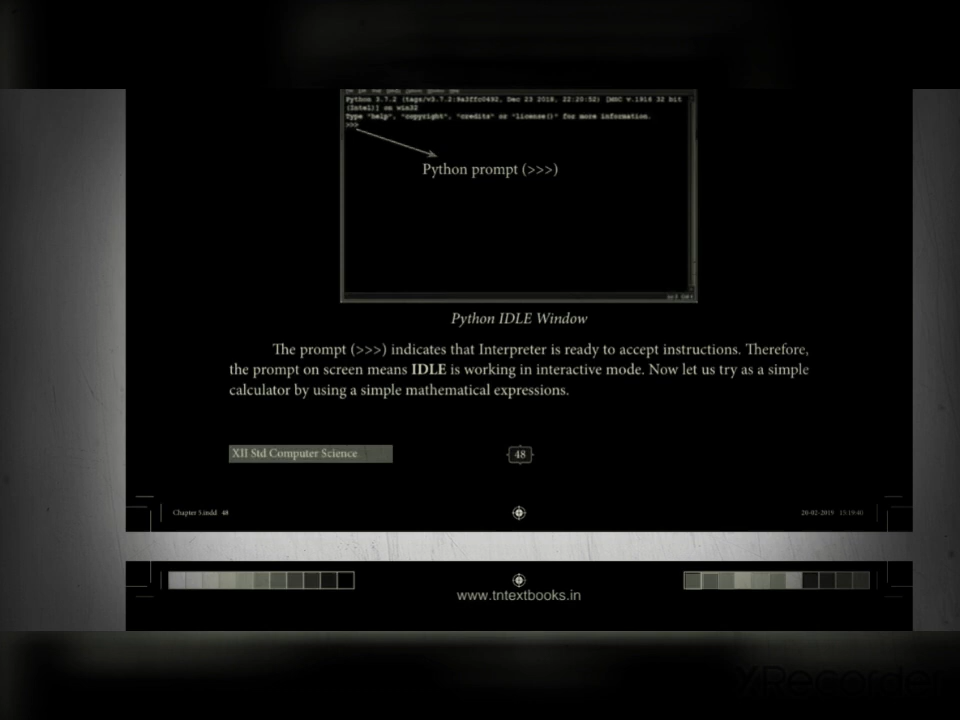 Python 3.7.2 (tags/v3.7.2:9a3ffc0492, Dec 23 2018, 22:20:52) [MSC v.1916 32 bit
(Intel)] on win32
Type "help", "copyright", "credits" or "license()" for more information.
>>>
Python prompt (>>>)
Python IDLE Window
The prompt (>>>) indicates that Interpreter is ready to accept instructions. Therefore,
the prompt on screen means IDLE is working in interactive mode. Now let us try as a simple
calculator by using a simple mathematical expressions.
XII Std Computer Science
48
Chapter 5.indd 48
20-02-2019 15:19:40
www.tntextbooks.in
XRecorder